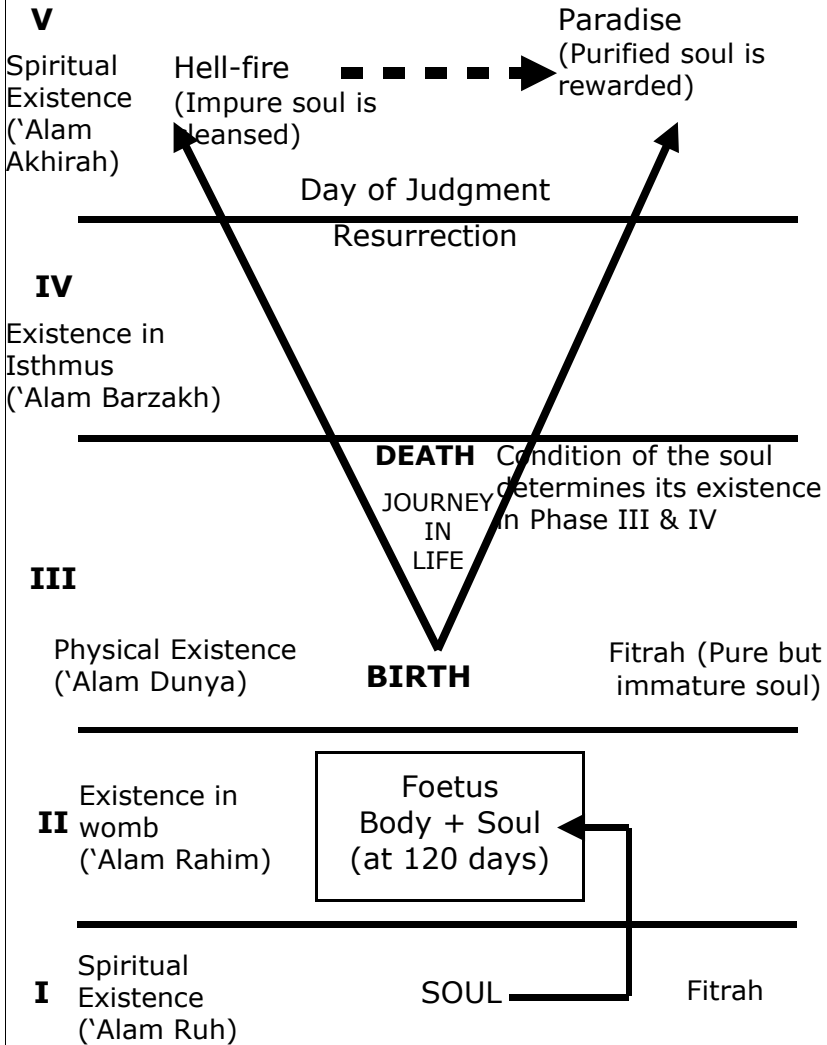 V
Spiritual
Existence
(‘Alam
Akhirah)
Hell-fire
(Impure soul is
cleansed)
Paradise
(Purified soul is
rewarded)
Day of Judgment
Resurrection
IV
Existence in
Isthmus
(‘Alam Barzakh)
DEATH
Condition of the soul
determines its existence
in Phase III & IV
JOURNEY
IN
LIFE
III
Physical Existence
(‘Alam Dunya)
BIRTH
Fitrah (Pure but
immature soul)
II
Existence in
womb
(‘Alam Rahim)
Foetus
Body + Soul
(at 120 days)
I
Spiritual
Existence
(‘Alam Ruh)
SOUL
Fitrah